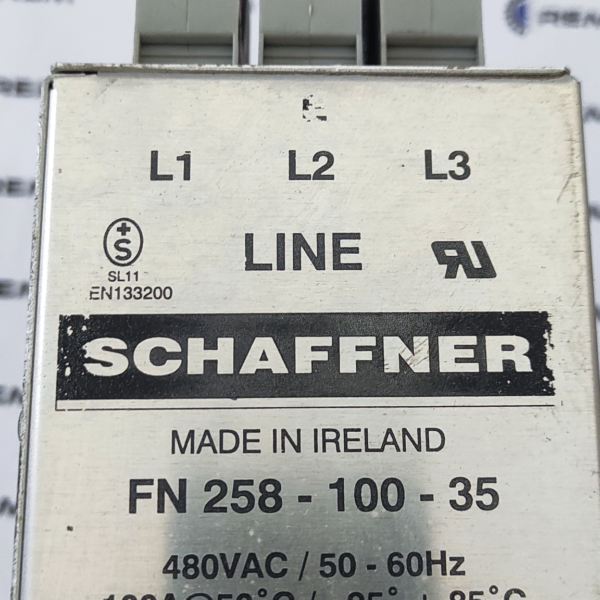 L1 L2 L3
LINE
S
SL11
EN133200
SCHAFFNER
MADE IN IRELAND
FN 258 - 100 - 35
480VAC / 50 - 60Hz